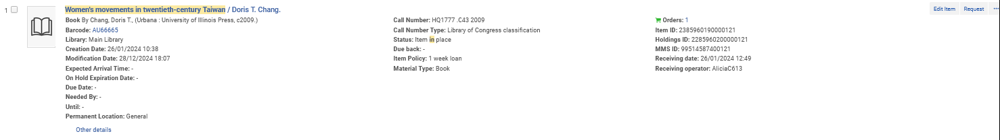 1
Women's movements in twentieth-century Taiwan / Doris T. Chang.
Edit Item Request ···
Book By Chang, Doris T., (Urbana : University of Illinois Press, c2009.)
Barcode: AU66665
Library: Main Library
Creation Date: 26/01/2024 10:38
Modification Date: 28/12/2024 18:07
Expected Arrival Time: -
On Hold Expiration Date: -
Due Date: -
Needed By: -
Until: -
Permanent Location: General
Other details
Call Number: HQ1777 .C43 2009
Call Number Type: Library of Congress classification
Status: Item in place
Due back: -
Item Policy: 1 week loan
Material Type: Book
Orders: 1
Item ID: 2385960190000121
Holdings ID: 2285960200000121
MMS ID: 99514587400121
Receiving date: 26/01/2024 12:49
Receiving operator: AliciaC613